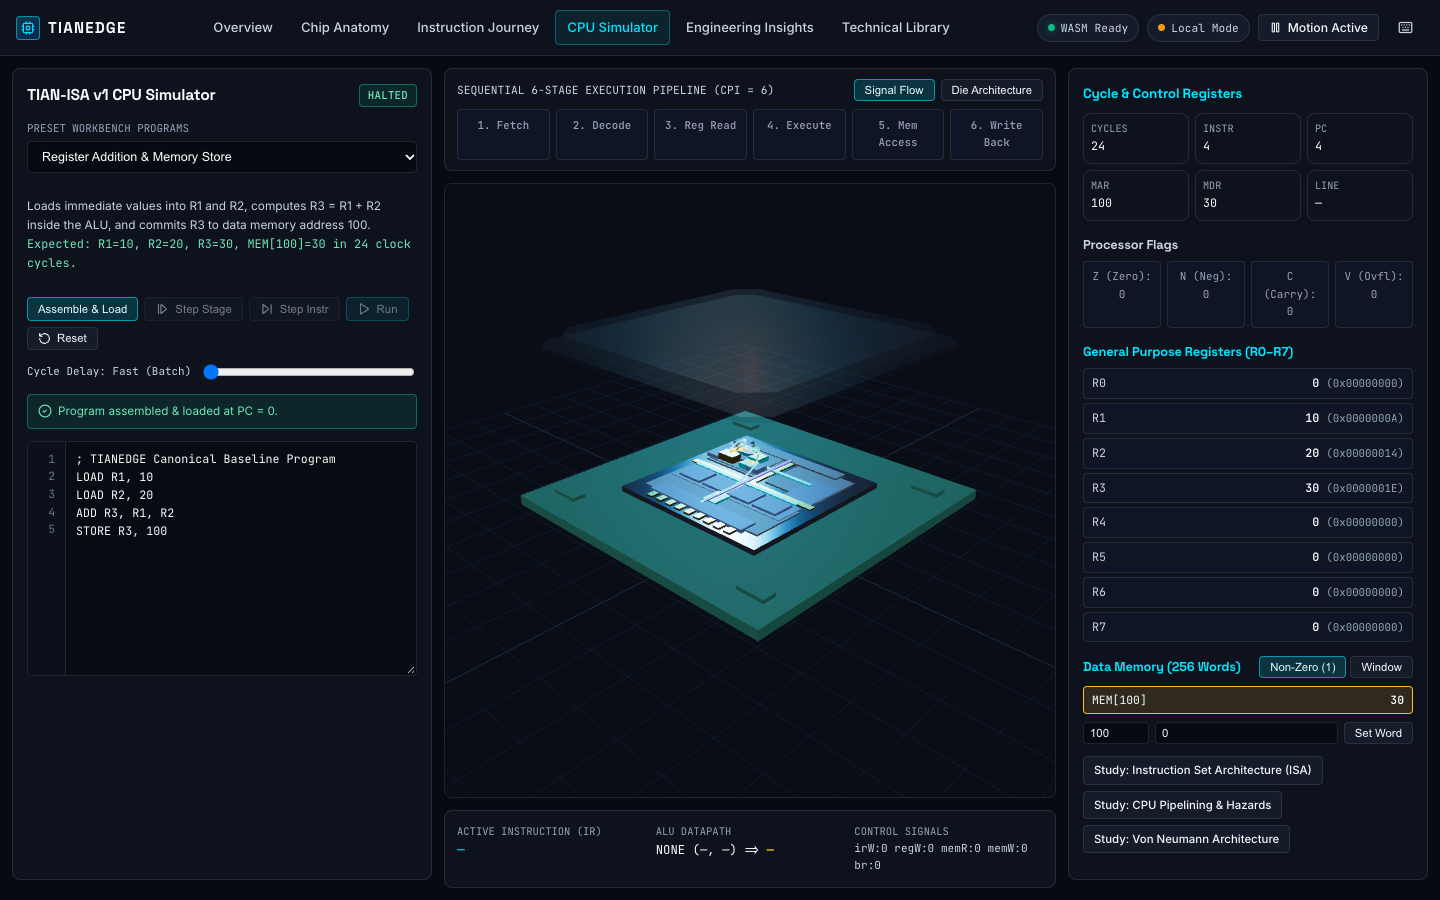 TIANEDGE
Overview
Chip Anatomy
Instruction Journey
CPU Simulator
Engineering Insights
Technical Library
WASM Ready
Local Mode
Motion Active
TIAN-ISA v1 CPU Simulator
HALTED
PRESET WORKBENCH PROGRAMS
Register Addition & Memory Store
Loads immediate values into R1 and R2, computes R3 = R1 + R2
inside the ALU, and commits R3 to data memory address 100.
Expected: R1=10, R2=20, R3=30, MEM[100]=30 in 24 clock
cycles.
Assemble & Load
Step Stage
Step Instr
Run
Reset
Cycle Delay: Fast (Batch)
Program assembled & loaded at PC = 0.
1 ; TIANEDGE Canonical Baseline Program
2 LOAD R1, 10
3 LOAD R2, 20
4 ADD R3, R1, R2
5 STORE R3, 100
SEQUENTIAL 6-STAGE EXECUTION PIPELINE (CPI = 6)
Signal Flow
Die Architecture
1. Fetch
2. Decode
3. Reg Read
4. Execute
5. Mem
Access
6. Write
Back
ACTIVE INSTRUCTION (IR)
—
ALU DATAPATH
NONE (—, —) ⇒ —
CONTROL SIGNALS
irW:0 regW:0 memR:0 memW:0
br:0
Cycle & Control Registers
CYCLES
24
INSTR
4
PC
4
MAR
100
MDR
30
LINE
—
Processor Flags
Z (Zero):
0
N (Neg):
0
C
(Carry):
0
V (Ovfl):
0
General Purpose Registers (R0–R7)
R0 0 (0x00000000)
R1 10 (0x0000000A)
R2 20 (0x00000014)
R3 30 (0x0000001E)
R4 0 (0x00000000)
R5 0 (0x00000000)
R6 0 (0x00000000)
R7 0 (0x00000000)
Data Memory (256 Words)
Non-Zero (1)
Window
MEM[100] 30
100
0
Set Word
Study: Instruction Set Architecture (ISA)
Study: CPU Pipelining & Hazards
Study: Von Neumann Architecture